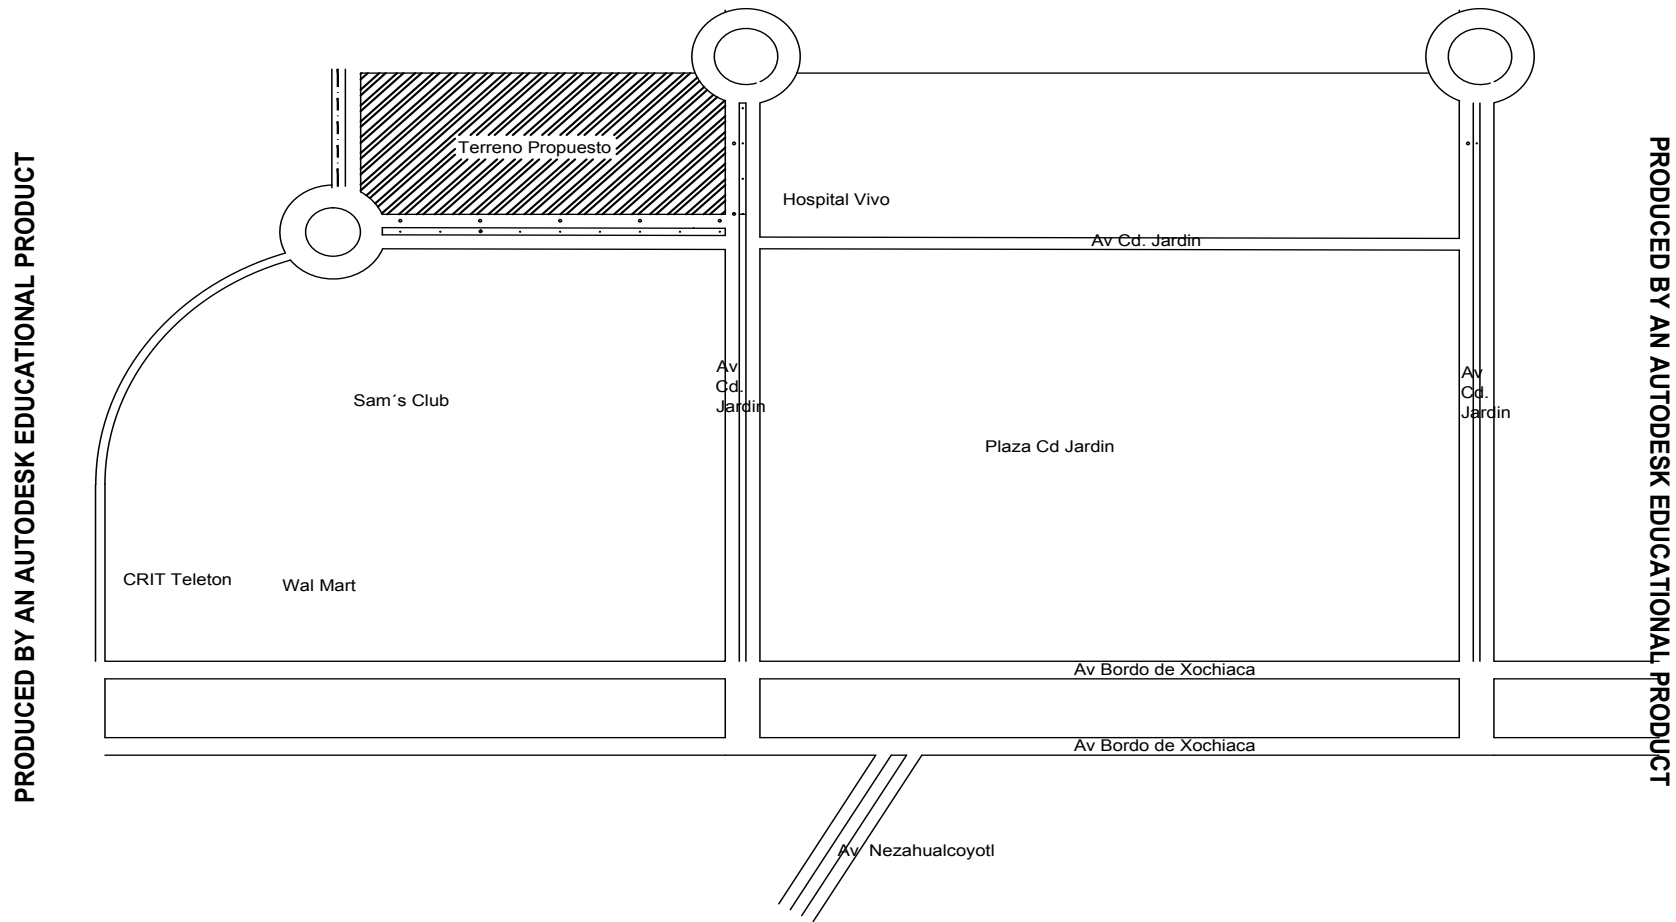 PRODUCED BY AN AUTODESK EDUCATIONAL PRODUCT
Terreno Propuesto
Hospital Vivo
Av Cd. Jardin
Av
Cd.
Jardin
Av
Cd.
Jardin
Sam´s Club
Plaza Cd Jardin
CRIT Teleton
Wal Mart
Av Bordo de Xochiaca
Av Bordo de Xochiaca
Av Nezahualcoyotl
PRODUCED BY AN AUTODESK EDUCATIONAL PRODUCT